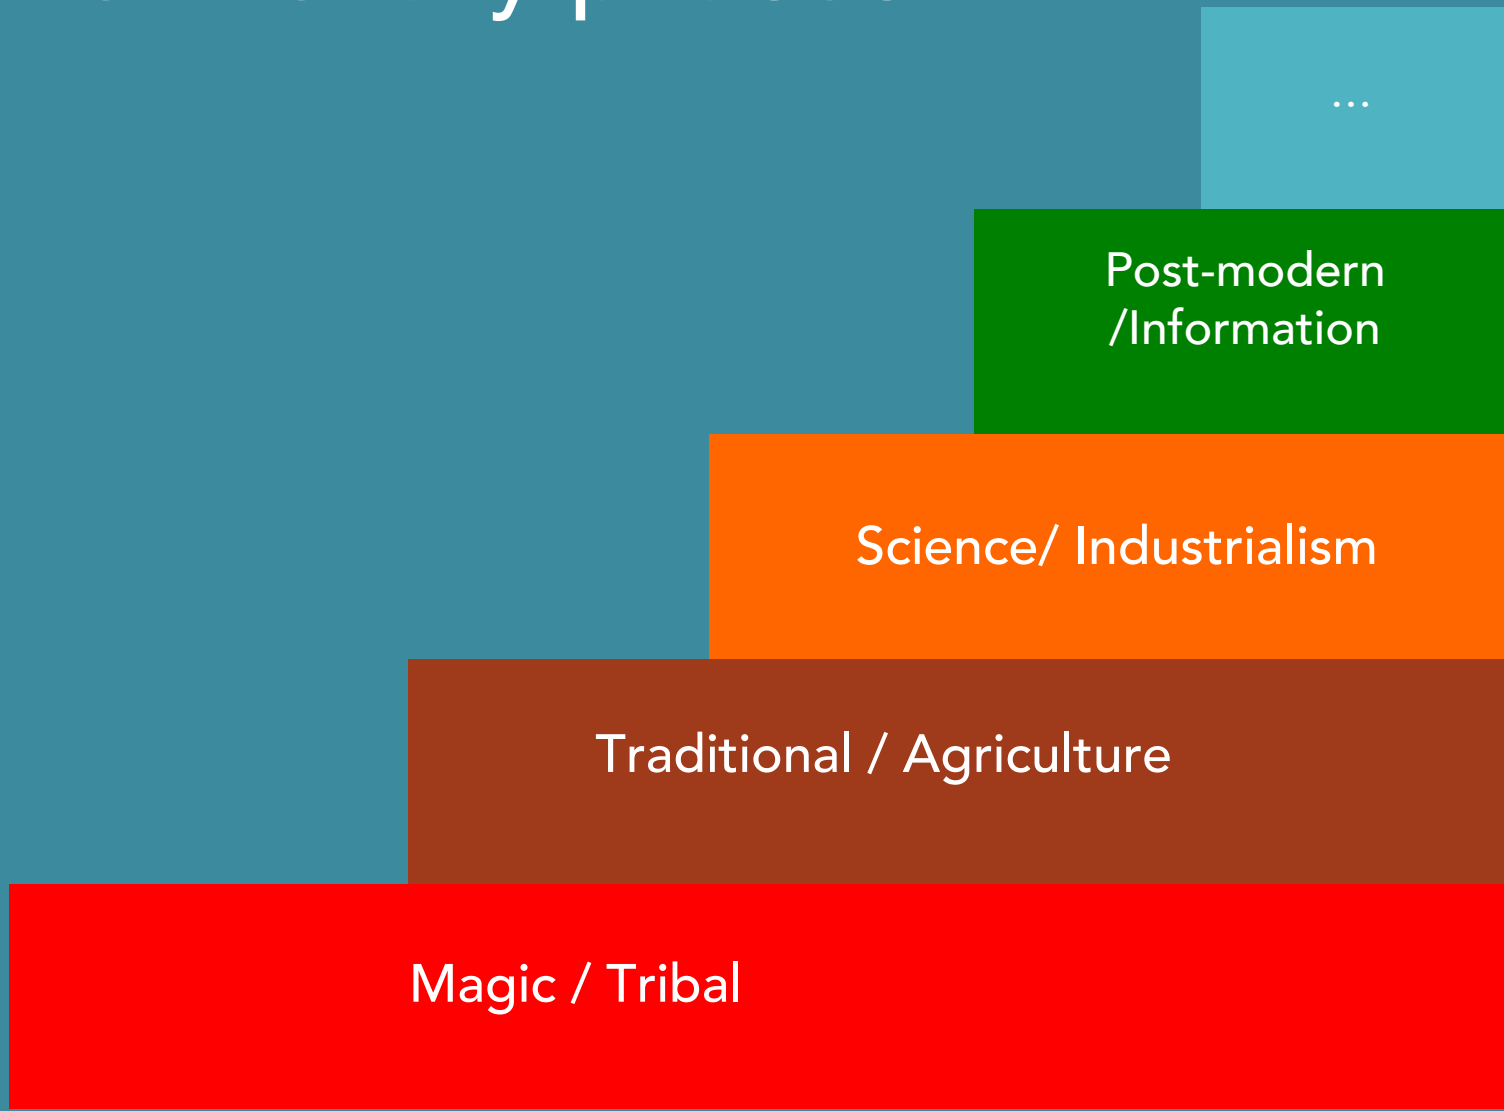 ...
Post-modern
/Information
Science/ Industrialism
Traditional / Agriculture
Magic / Tribal